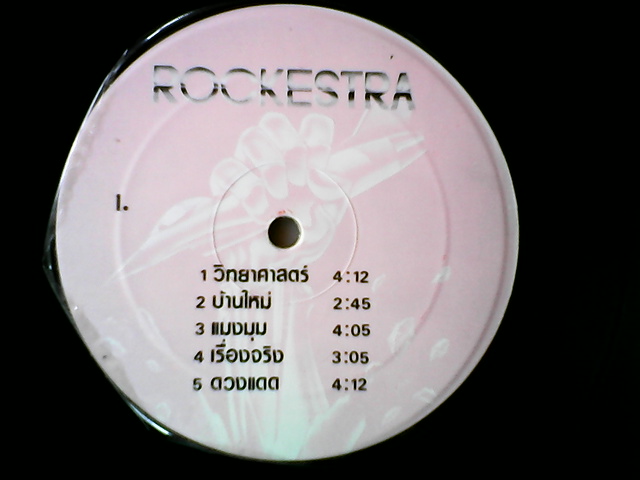 ROCKESTRA
1.
1 วิทยาศาสตร์ 4:12
2 บ้านใหม่ 2:45
3 แมงมุม 4:05
4 เรื่องจริง 3:05
5 ดวงแดด 4:12